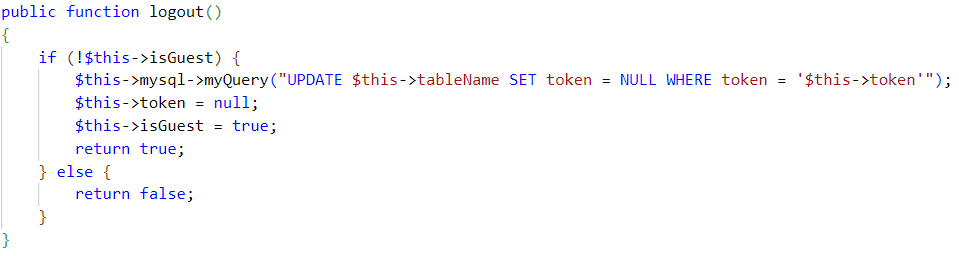 public function logout()
{
    if (!$this->isGuest) {
        $this->mysql->myQuery("UPDATE $this->tableName SET token = NULL WHERE token = '$this->token'");
        $this->token = null;
        $this->isGuest = true;
        return true;
    } else {
        return false;
    }
}